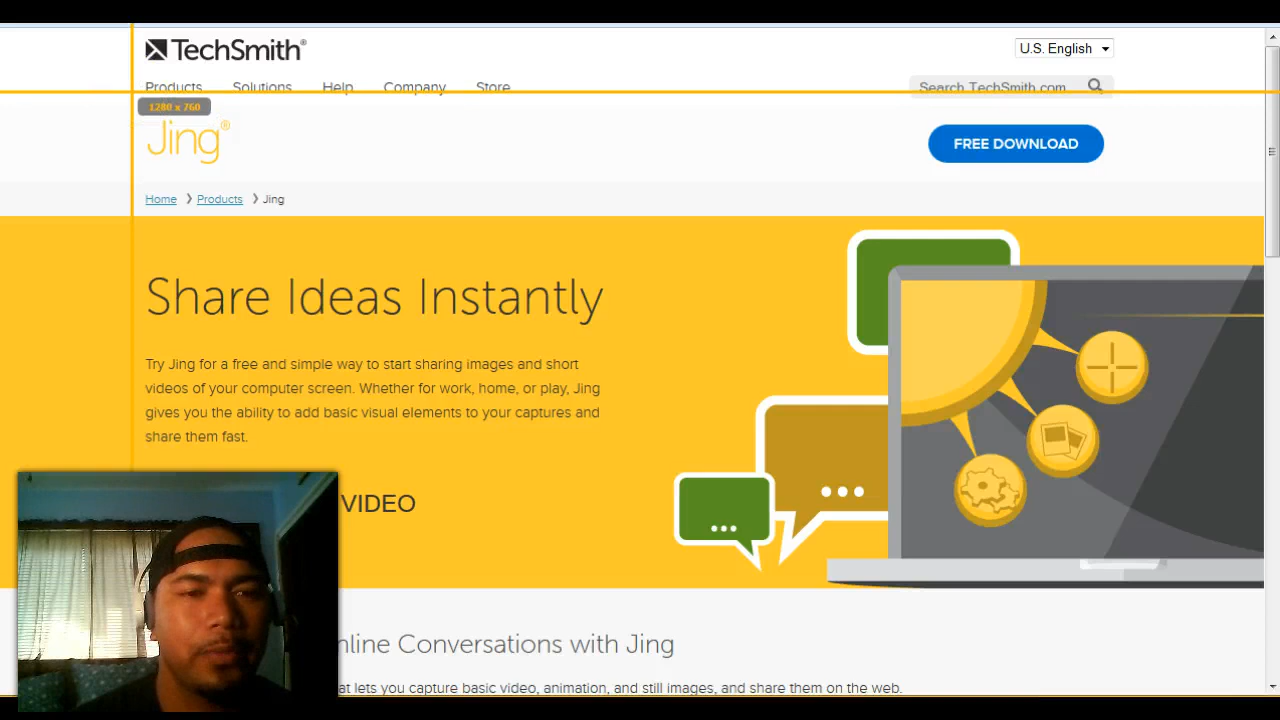 TechSmith®
U.S. English
Products Solutions Help Company Store
Search TechSmith.com
1280 x 760
Jing®
FREE DOWNLOAD
Home Products Jing
Share Ideas Instantly
Try Jing for a free and simple way to start sharing images and short
videos of your computer screen. Whether for work, home, or play, Jing
gives you the ability to add basic visual elements to your captures and
share them fast.
VIDEO
nline Conversations with Jing
at lets you capture basic video, animation, and still images, and share them on the web.